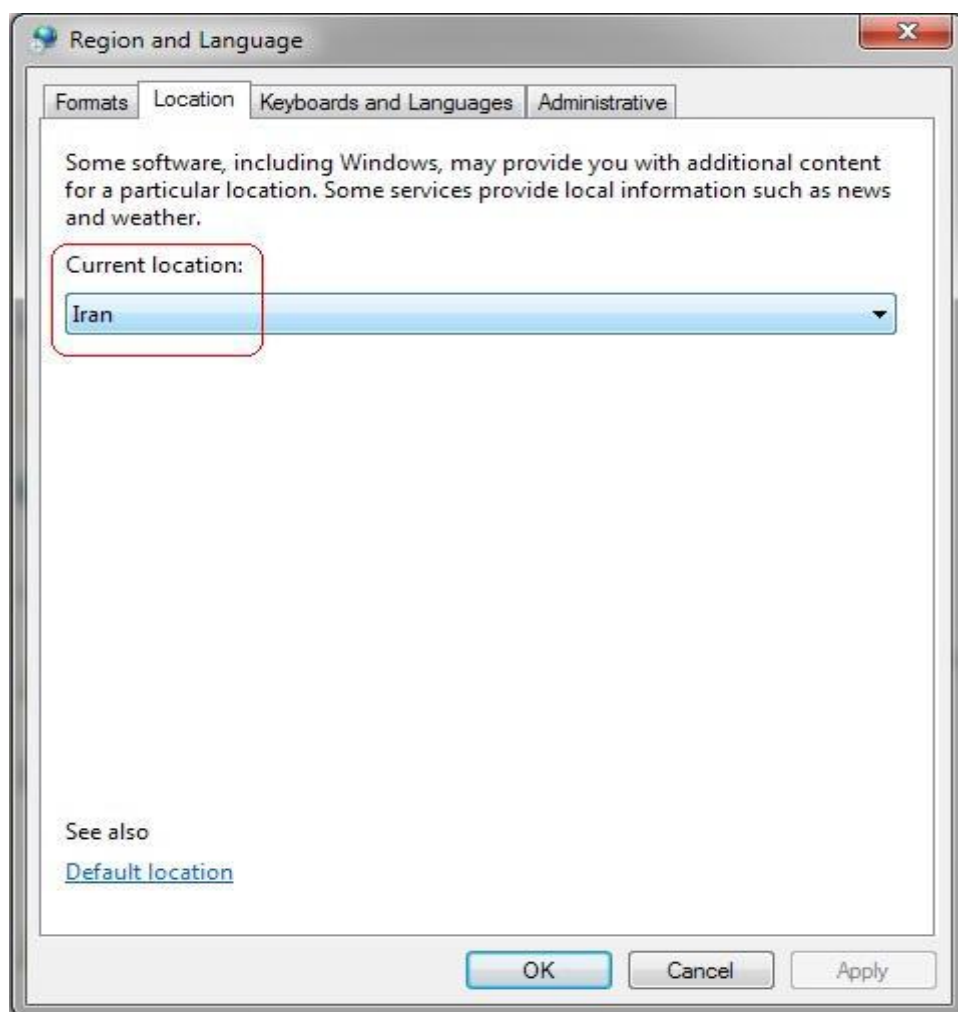 Region and Language
Formats Location Keyboards and Languages Administrative
Some software, including Windows, may provide you with additional content
for a particular location. Some services provide local information such as news
and weather.
Current location:
Iran
See also
Default location
OK Cancel Apply